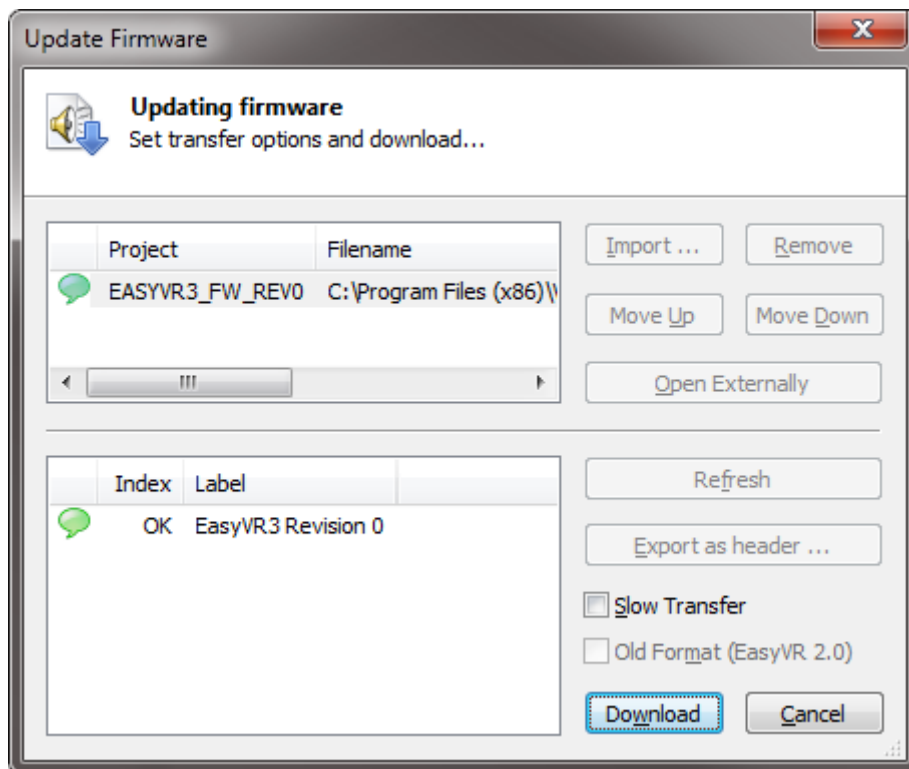 Update Firmware
Updating firmware
Set transfer options and download...
Project Filename
EASYVR3_FW_REV0 C:\Program Files (x86)\
Import ...
Remove
Move Up
Move Down
Open Externally
Index Label
OK EasyVR3 Revision 0
Refresh
Export as header ...
Slow Transfer
Old Format (EasyVR 2.0)
Download
Cancel